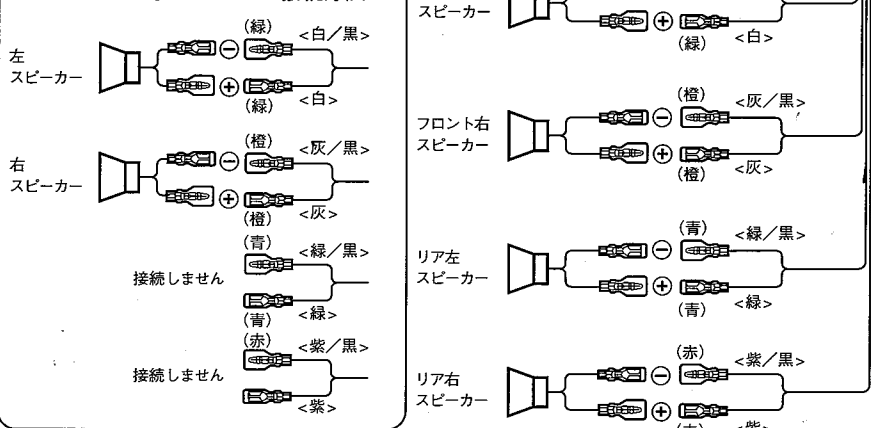 (緑)
<白／黒>
左
スピーカー
⊖
⊕
(緑)
<白>
(橙)
<灰／黒>
右
スピーカー
⊖
⊕
(橙)
<灰>
(青)
<緑／黒>
接続しません
(青)
<緑>
(赤)
<紫／黒>
接続しません
<紫>
スピーカー
⊕
(緑)
<白>
(橙)
<灰／黒>
フロント右
スピーカー
⊖
⊕
(橙)
<灰>
(青)
<緑／黒>
リア左
スピーカー
⊖
⊕
(青)
<緑>
(赤)
<紫／黒>
リア右
スピーカー
⊖
⊕
<紫>